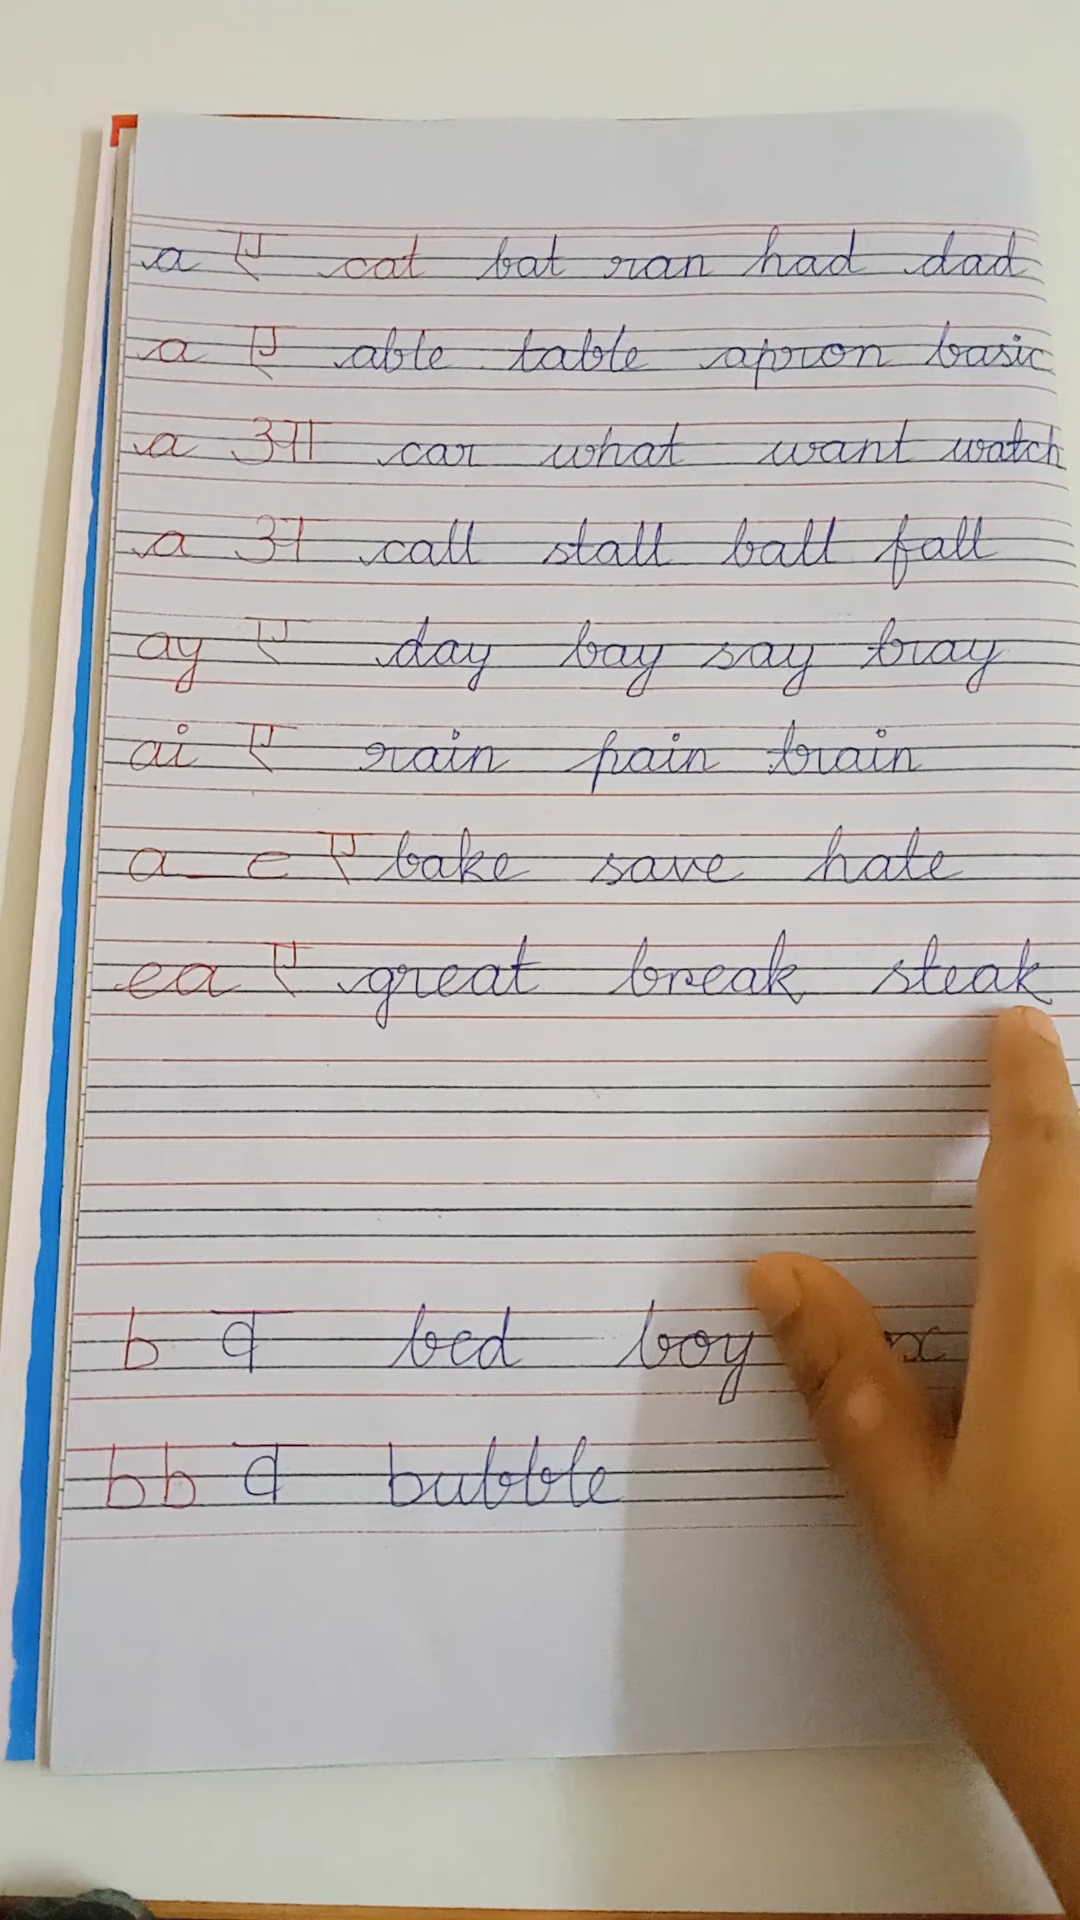 a ए cat bat ran had dad
a ए able table apron basic
a आ car what want watch
a अ call stall ball fall
ay ए day bay say tray
ai ए rain pain train
a_e ए bake save hate
ea ए great break steak
b ब bed boy
bb ब bubble